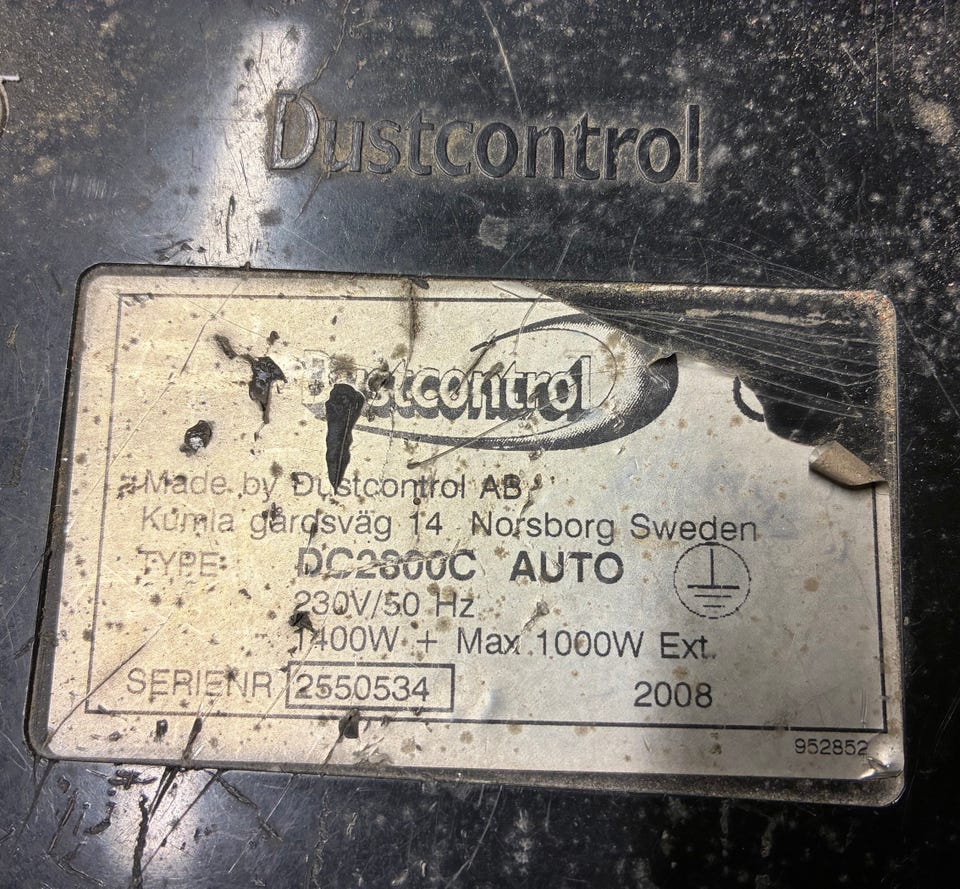 Dustcontrol
Dustcontrol
Made by Dustcontrol AB
Kumla gårdsväg 14 Norsborg Sweden
TYPE DC2800C AUTO
230V/50 Hz
1400W + Max 1000W Ext.
SERIENR 2550534 2008
952852